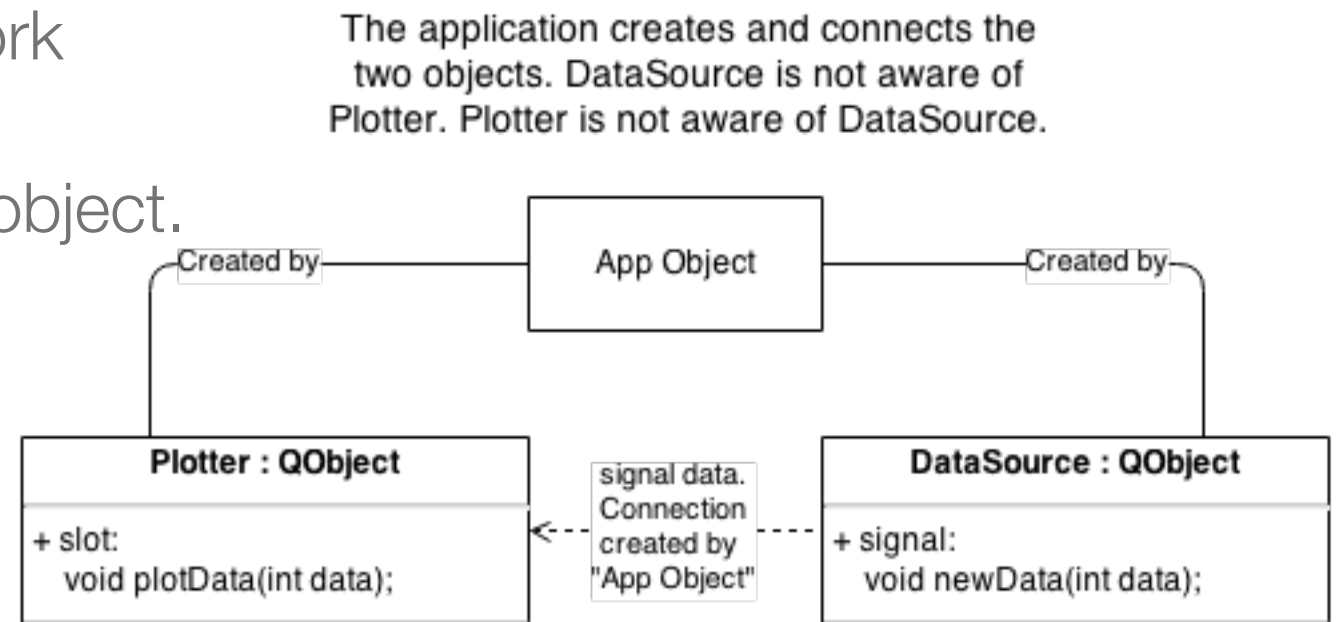 ork
The application creates and connects the
two objects. DataSource is not aware of
Plotter. Plotter is not aware of DataSource.
object.
Created by
App Object
Created by
Plotter : QObject
+ slot:
void plotData(int data);
signal data.
Connection
created by
"App Object"
DataSource : QObject
+ signal:
void newData(int data);